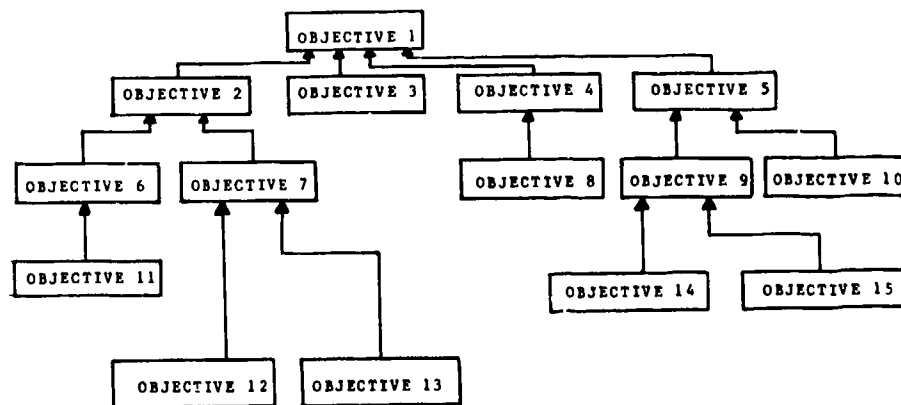 OBJECTIVE 1
OBJECTIVE 2
OBJECTIVE 3
OBJECTIVE 4
OBJECTIVE 5
OBJECTIVE 6
OBJECTIVE 7
OBJECTIVE 8
OBJECTIVE 9
OBJECTIVE 10
OBJECTIVE 11
OBJECTIVE 14
OBJECTIVE 15
OBJECTIVE 12
OBJECTIVE 13